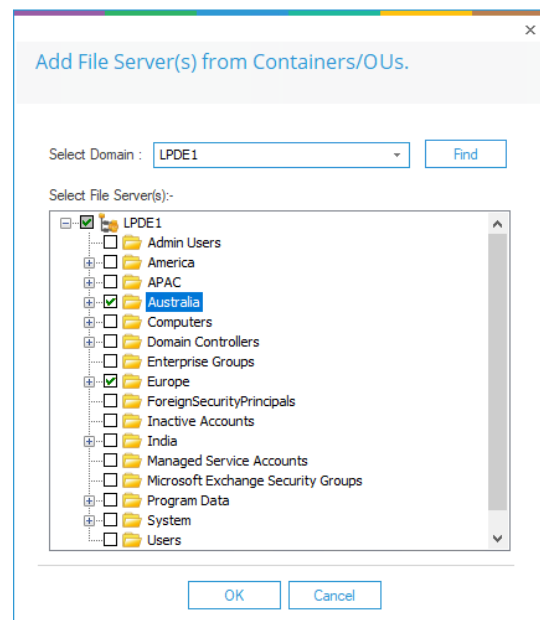 Add File Server(s) from Containers/OUs.
Select Domain : LPDE1 Find
Select File Server(s):-
LPDE1
Admin Users
America
APAC
Australia
Computers
Domain Controllers
Enterprise Groups
Europe
ForeignSecurityPrincipals
Inactive Accounts
India
Managed Service Accounts
Microsoft Exchange Security Groups
Program Data
System
Users
OK Cancel